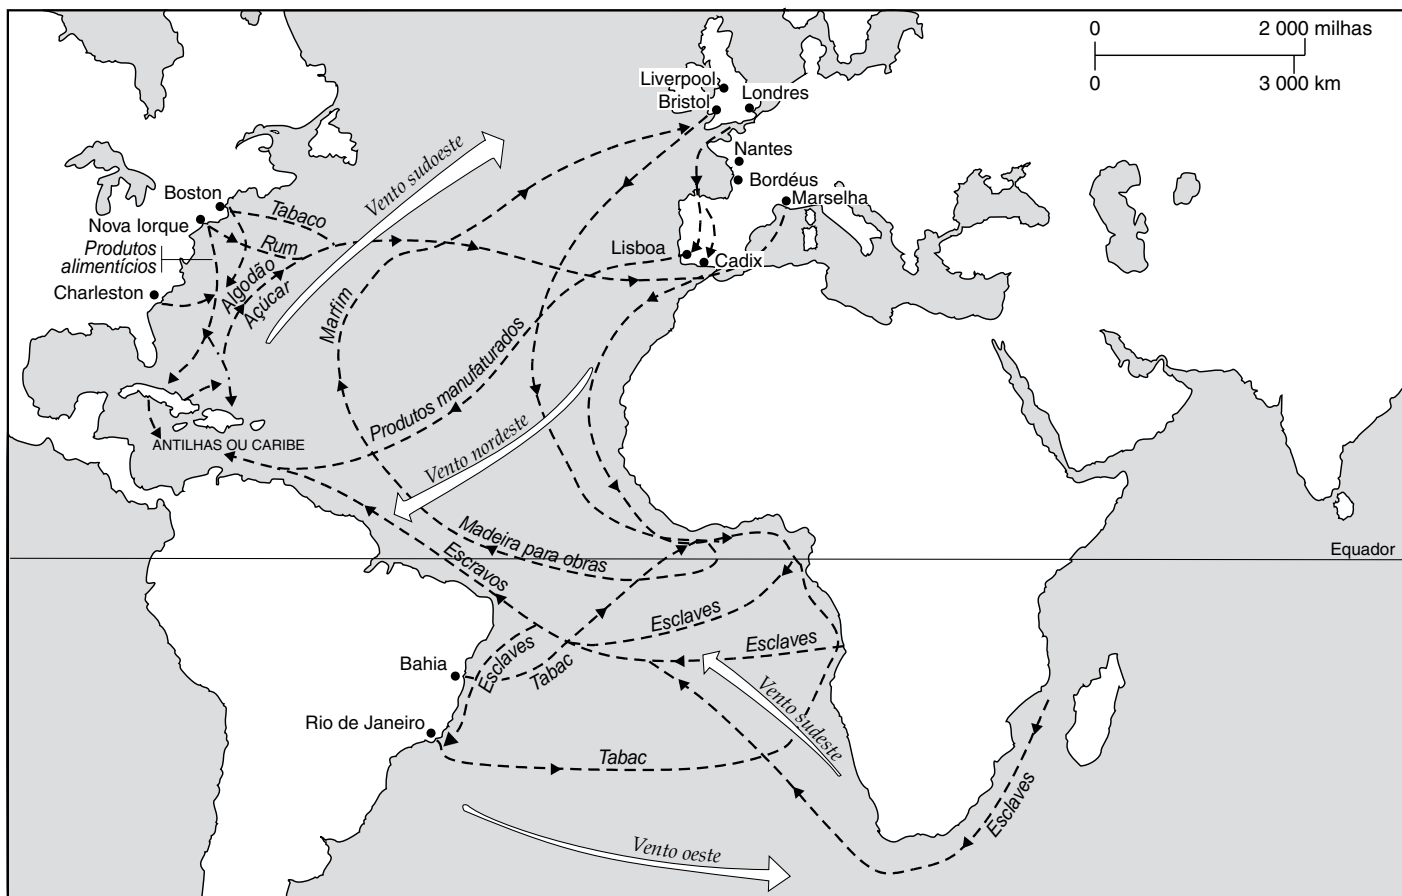 0 2 000 milhas
0 3 000 km
Liverpool
Londres
Bristol
Nantes
Bordéus
Marselha
Boston
Nova Iorque
Tabaco
Vento sudoeste
Rum
Produtos
alimentícios
Lisboa
Cadix
Charleston
Algodão
Açúcar
Marfim
Produtos manufaturados
Vento nordeste
ANTILHAS OU CARIBE
Madeira para obras
Escravos
Equador
Esclaves
Esclaves
Esclaves
Tabac
Bahia
Vento sudeste
Rio de Janeiro
Tabac
Esclaves
Vento oeste